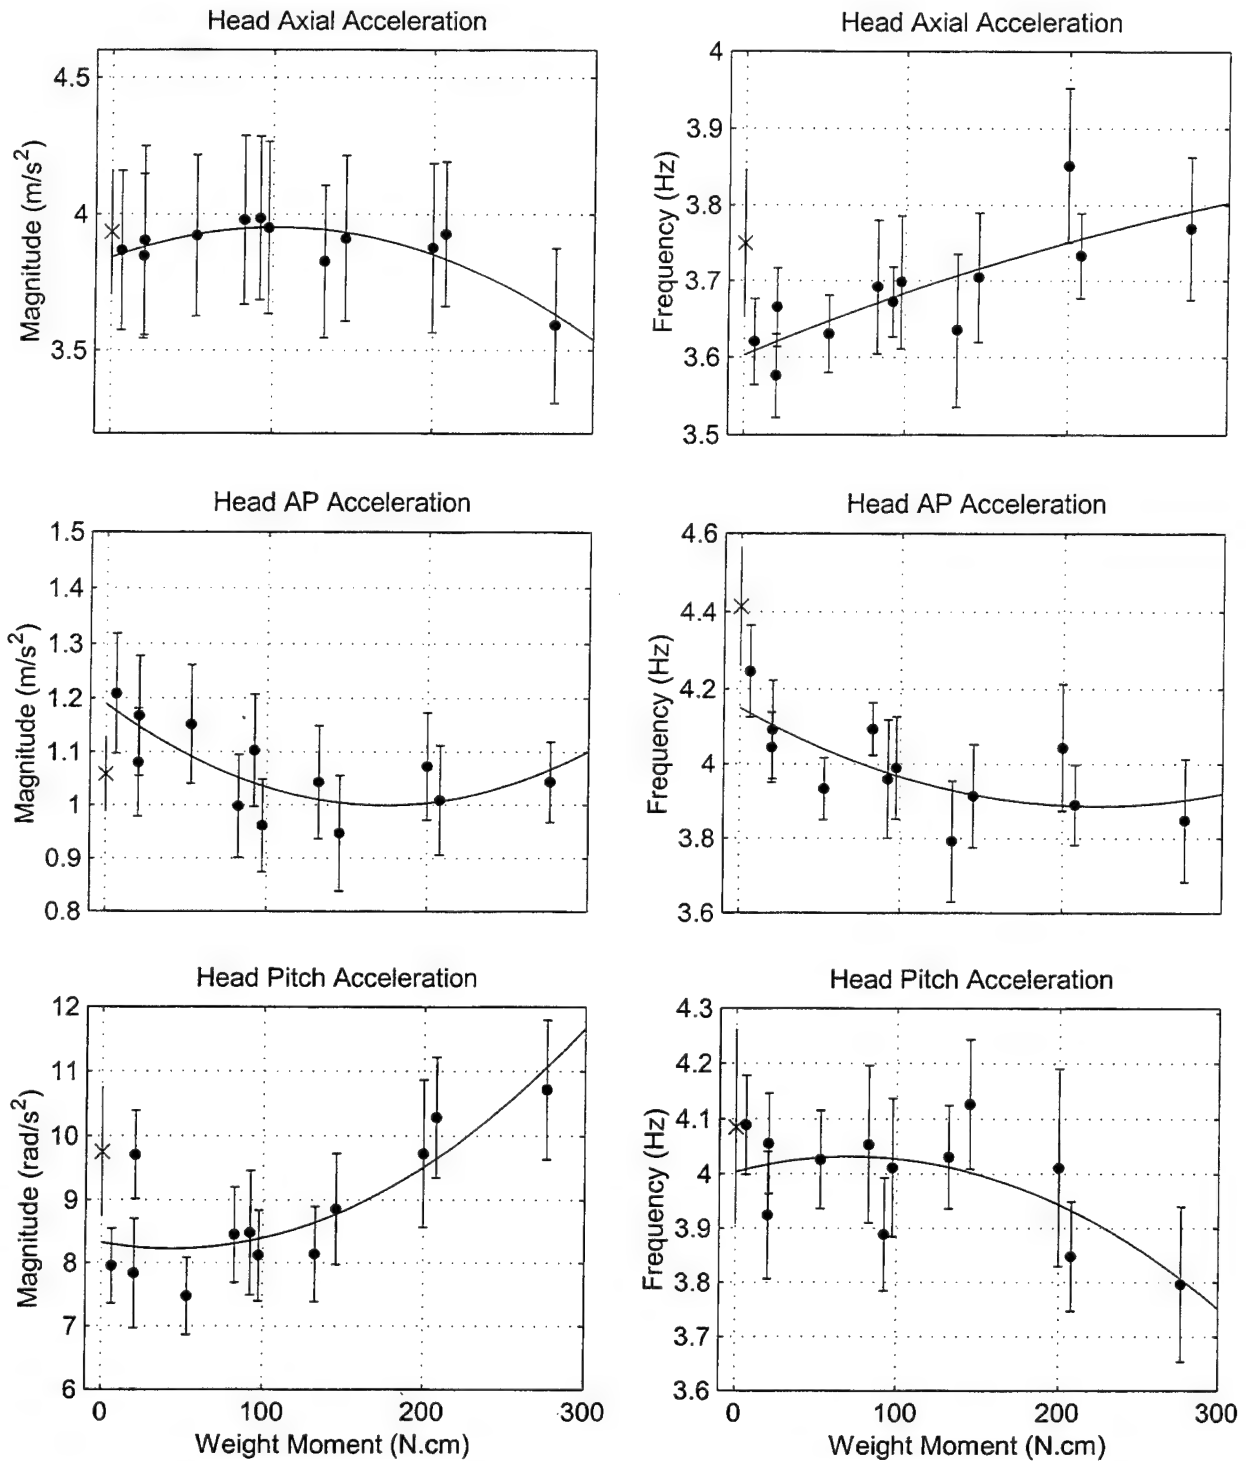 Head Axial Acceleration
Magnitude (m/s²)
4.5
4
3.5
Head Axial Acceleration
Frequency (Hz)
4
3.9
3.8
3.7
3.6
3.5
Head AP Acceleration
Magnitude (m/s²)
1.5
1.4
1.3
1.2
1.1
1
0.9
0.8
Head AP Acceleration
Frequency (Hz)
4.6
4.4
4.2
4
3.8
3.6
Head Pitch Acceleration
Magnitude (rad/s²)
12
11
10
9
8
7
6
0 100 200 300
Weight Moment (N.cm)
Head Pitch Acceleration
Frequency (Hz)
4.3
4.2
4.1
4
3.9
3.8
3.7
3.6
0 100 200 300
Weight Moment (N.cm)